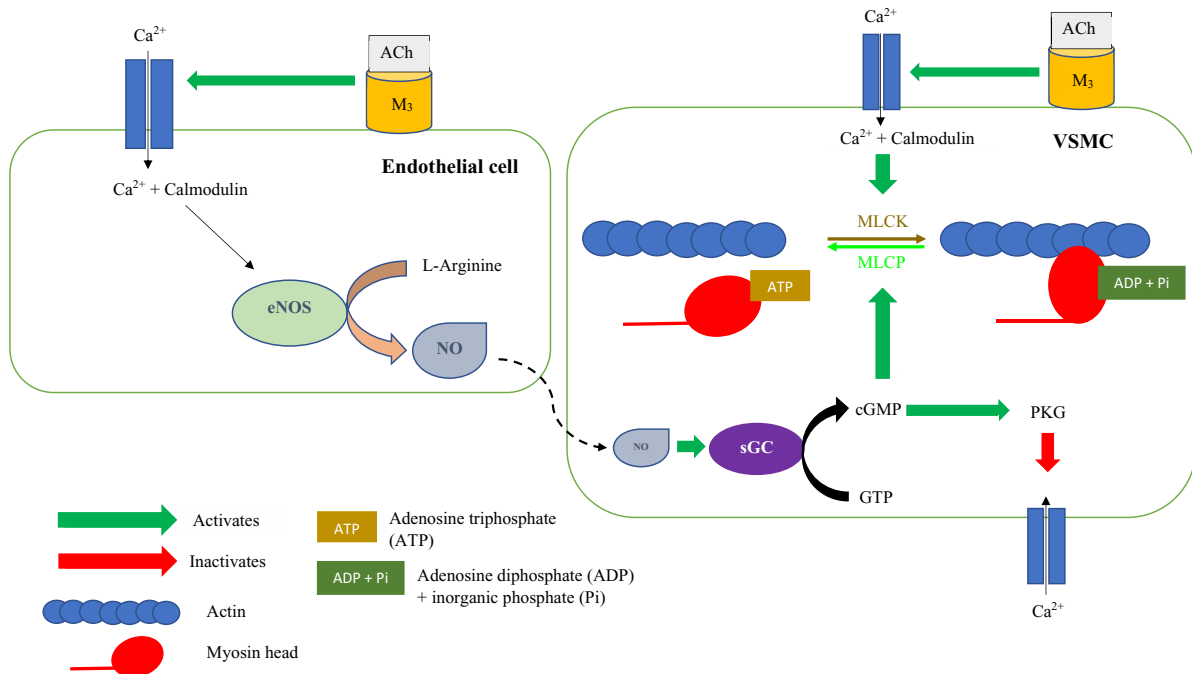 Ca²⁺
ACh
M₃
Endothelial cell
Ca²⁺ + Calmodulin
L-Arginine
eNOS
NO
Ca²⁺
ACh
M₃
Ca²⁺ + Calmodulin
VSMC
MLCK
MLCP
ATP
ADP + Pi
cGMP
PKG
NO
sGC
GTP
Ca²⁺
Activates
Inactivates
Actin
Myosin head
ATP
Adenosine triphosphate
(ATP)
ADP + Pi
Adenosine diphosphate (ADP)
+ inorganic phosphate (Pi)